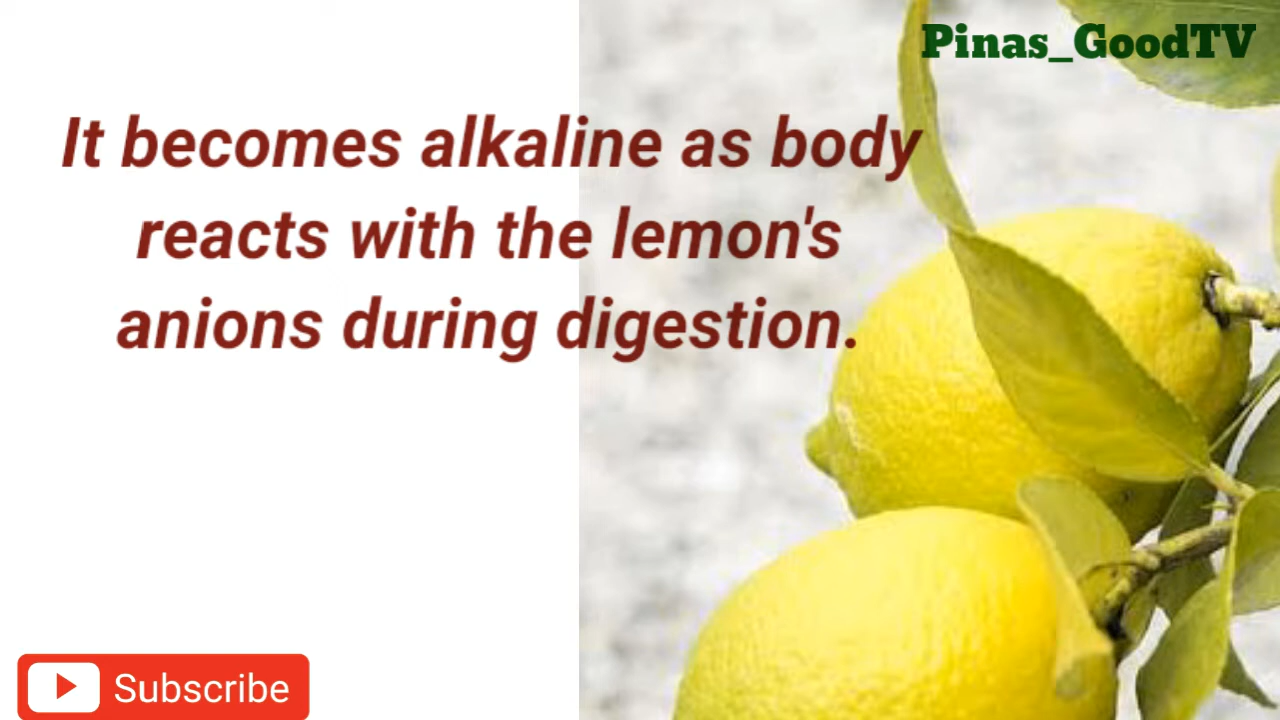 Pinas_GoodTV
It becomes alkaline as body
reacts with the lemon's
anions during digestion.
Subscribe